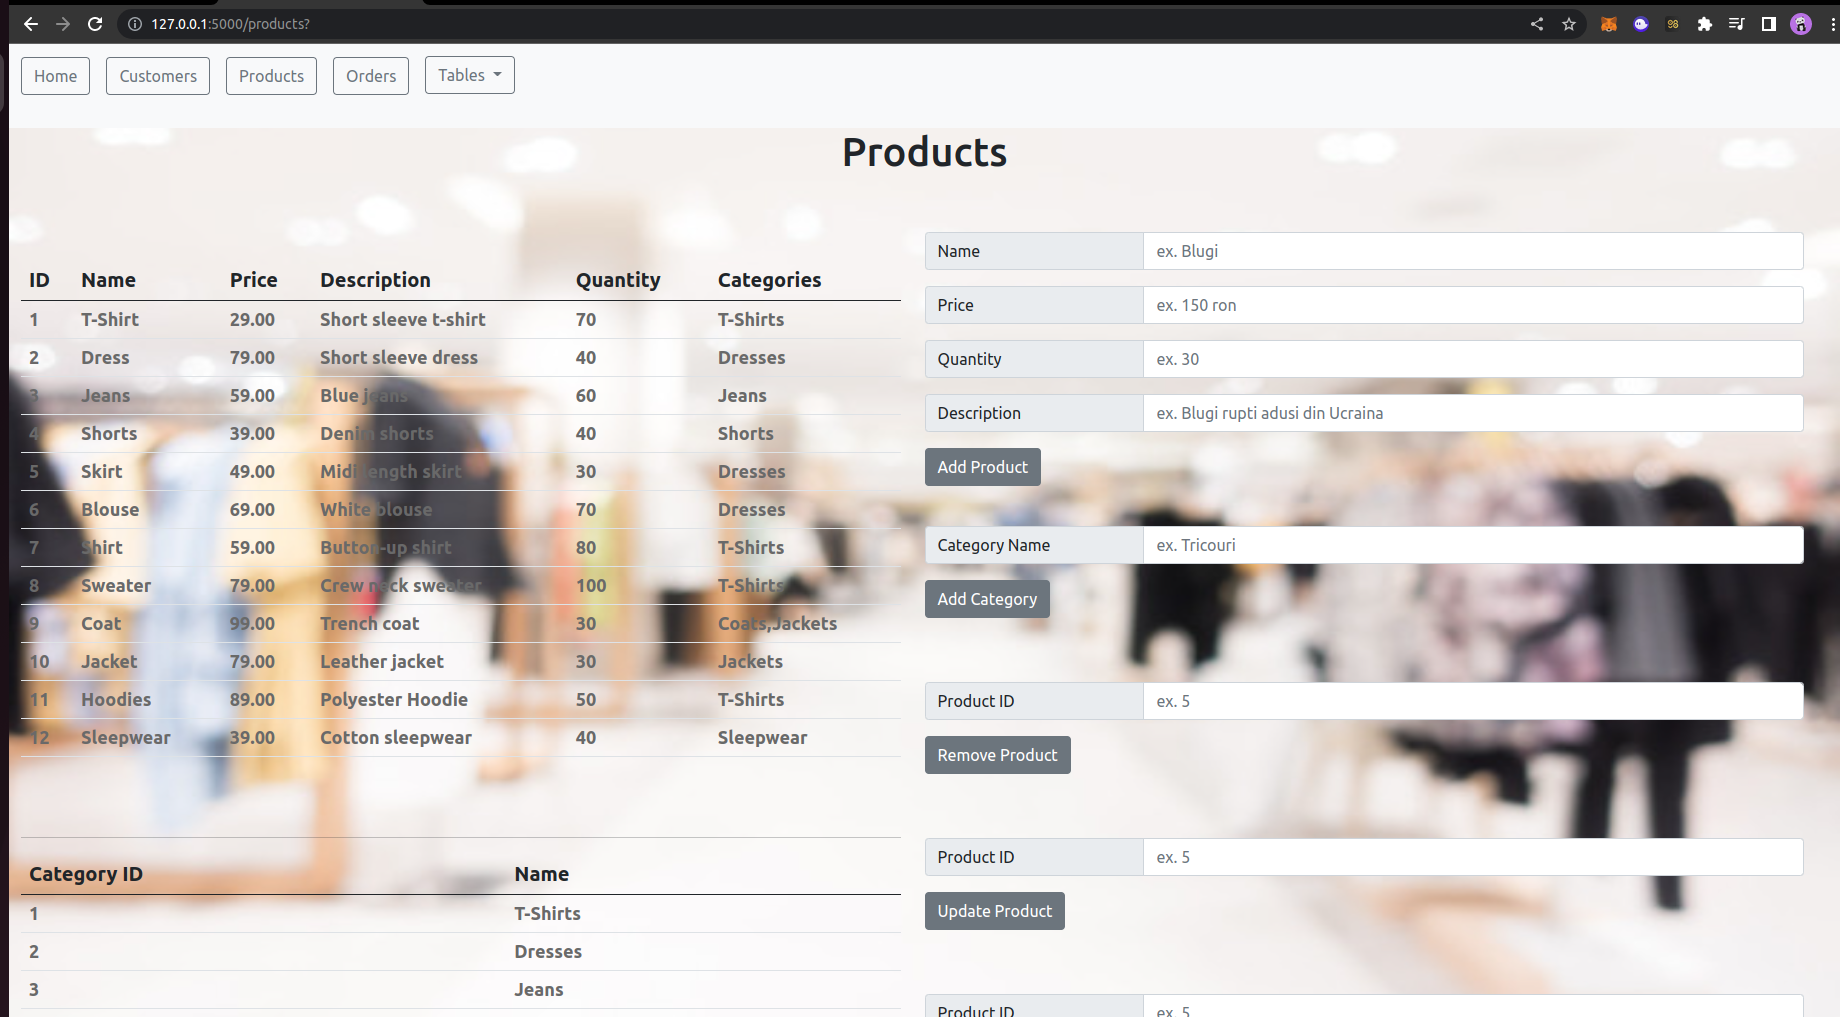 127.0.0.1:5000/products?
Home Customers Products Orders Tables
Products
ID Name Price Description Quantity Categories
1 T-Shirt 29.00 Short sleeve t-shirt 70 T-Shirts
2 Dress 79.00 Short sleeve dress 40 Dresses
3 Jeans 59.00 Blue jeans 60 Jeans
4 Shorts 39.00 Denim shorts 40 Shorts
5 Skirt 49.00 Midi length skirt 30 Dresses
6 Blouse 69.00 White blouse 70 Dresses
7 Shirt 59.00 Button-up shirt 80 T-Shirts
8 Sweater 79.00 Crew neck sweater 100 T-Shirts
9 Coat 99.00 Trench coat 30 Coats,Jackets
10 Jacket 79.00 Leather jacket 30 Jackets
11 Hoodies 89.00 Polyester Hoodie 50 T-Shirts
12 Sleepwear 39.00 Cotton sleepwear 40 Sleepwear
Category ID Name
1 T-Shirts
2 Dresses
3 Jeans
Name ex. Blugi
Price ex. 150 ron
Quantity ex. 30
Description ex. Blugi rupti adusi din Ucraina
Add Product
Category Name ex. Tricouri
Add Category
Product ID ex. 5
Remove Product
Product ID ex. 5
Update Product
Product ID ex. 5